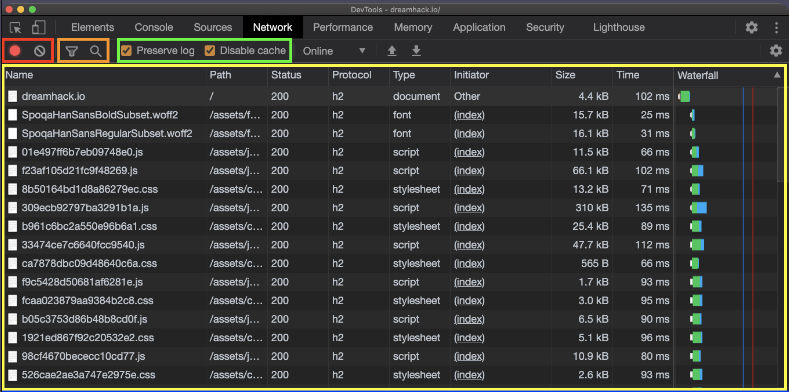 DevTools - dreamhack.io/
Elements Console Sources Network Performance Memory Application Security Lighthouse
Preserve log Disable cache Online
Name Path Status Protocol Type Initiator Size Time Waterfall
dreamhack.io / 200 h2 document Other 4.4 kB 102 ms
SpoqaHanSansBoldSubset.woff2 /assets/f... 200 h2 font (index) 15.7 kB 25 ms
SpoqaHanSansRegularSubset.woff2 /assets/f... 200 h2 font (index) 16.1 kB 31 ms
01e497ff6b7eb09748e0.js /assets/j... 200 h2 script (index) 11.5 kB 66 ms
f23af105d21fc9f48269.js /assets/j... 200 h2 script (index) 66.1 kB 102 ms
8b50164bd1d8a86279ec.css /assets/c... 200 h2 stylesheet (index) 13.2 kB 71 ms
309ecb92797ba3291b1a.js /assets/j... 200 h2 script (index) 310 kB 135 ms
b961c6bc2a550e96b6a1.css /assets/c... 200 h2 stylesheet (index) 25.4 kB 89 ms
33474ce7c6640fcc9540.js /assets/j... 200 h2 script (index) 47.7 kB 112 ms
ca7878dbc09d48640c6a.css /assets/c... 200 h2 stylesheet (index) 565 B 66 ms
f9c5428d50681af6281e.js /assets/j... 200 h2 script (index) 1.7 kB 93 ms
fcaa023879aa9384b2c8.css /assets/c... 200 h2 stylesheet (index) 3.0 kB 95 ms
b05c3753d86b48b8cd0f.js /assets/j... 200 h2 script (index) 6.5 kB 90 ms
1921ed867f92c20532e2.css /assets/c... 200 h2 stylesheet (index) 5.1 kB 96 ms
98cf4670bececc10cd77.js /assets/j... 200 h2 script (index) 10.9 kB 80 ms
526cae2ae3a747e2975e.css /assets/c... 200 h2 stylesheet (index) 2.6 kB 93 ms